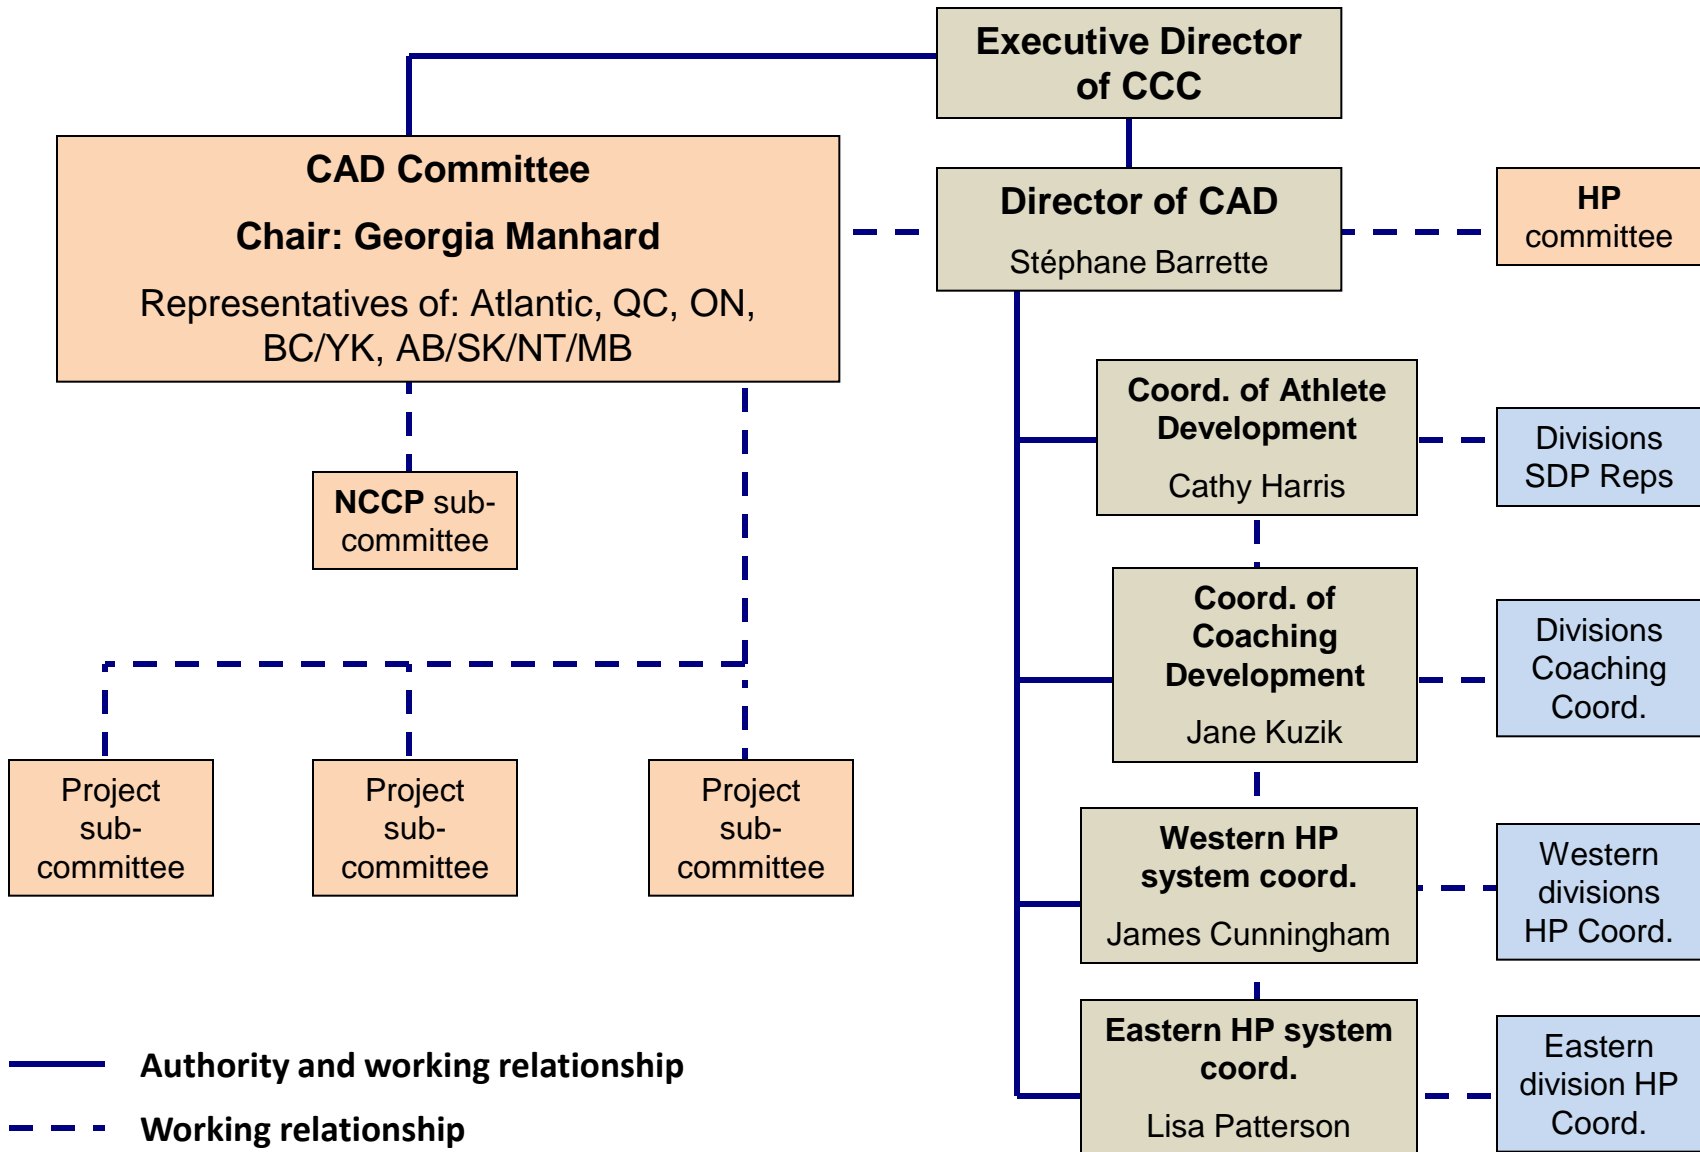 Executive Director
of CCC
CAD Committee
Chair: Georgia Manhard
Representatives of: Atlantic, QC, ON,
BC/YK, AB/SK/NT/MB
Director of CAD
Stéphane Barrette
HP
committee
Coord. of Athlete
Development
Cathy Harris
Divisions
SDP Reps
NCCP sub-
committee
Coord. of
Coaching
Development
Jane Kuzik
Divisions
Coaching
Coord.
Project
sub-
committee
Project
sub-
committee
Project
sub-
committee
Western HP
system coord.
James Cunningham
Western
divisions
HP Coord.
Eastern HP system
coord.
Lisa Patterson
Eastern
division HP
Coord.
Authority and working relationship
Working relationship